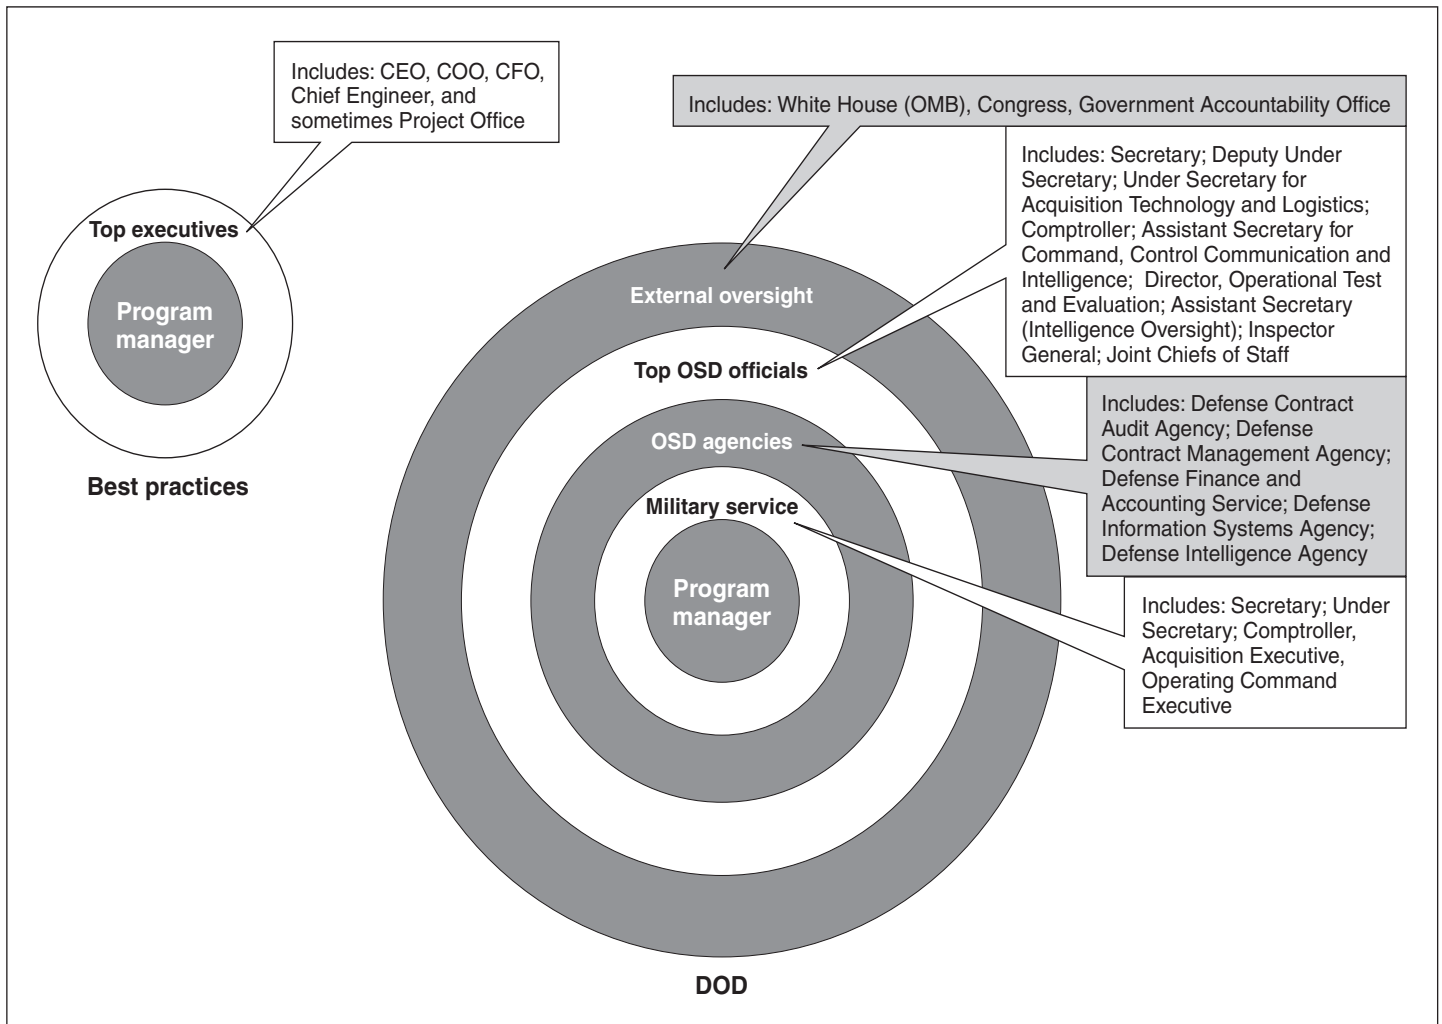 Includes: CEO, COO, CFO,
Chief Engineer, and
sometimes Project Office
Top executives
Program
manager
Best practices
Includes: White House (OMB), Congress, Government Accountability Office
Includes: Secretary; Deputy Under
Secretary; Under Secretary for
Acquisition Technology and Logistics;
Comptroller; Assistant Secretary for
Command, Control Communication and
Intelligence; Director, Operational Test
and Evaluation; Assistant Secretary
(Intelligence Oversight); Inspector
General; Joint Chiefs of Staff
Includes: Defense Contract
Audit Agency; Defense
Contract Management Agency;
Defense Finance and
Accounting Service; Defense
Information Systems Agency;
Defense Intelligence Agency
Includes: Secretary; Under
Secretary; Comptroller,
Acquisition Executive,
Operating Command
Executive
External oversight
Top OSD officials
OSD agencies
Military service
Program
manager
DOD